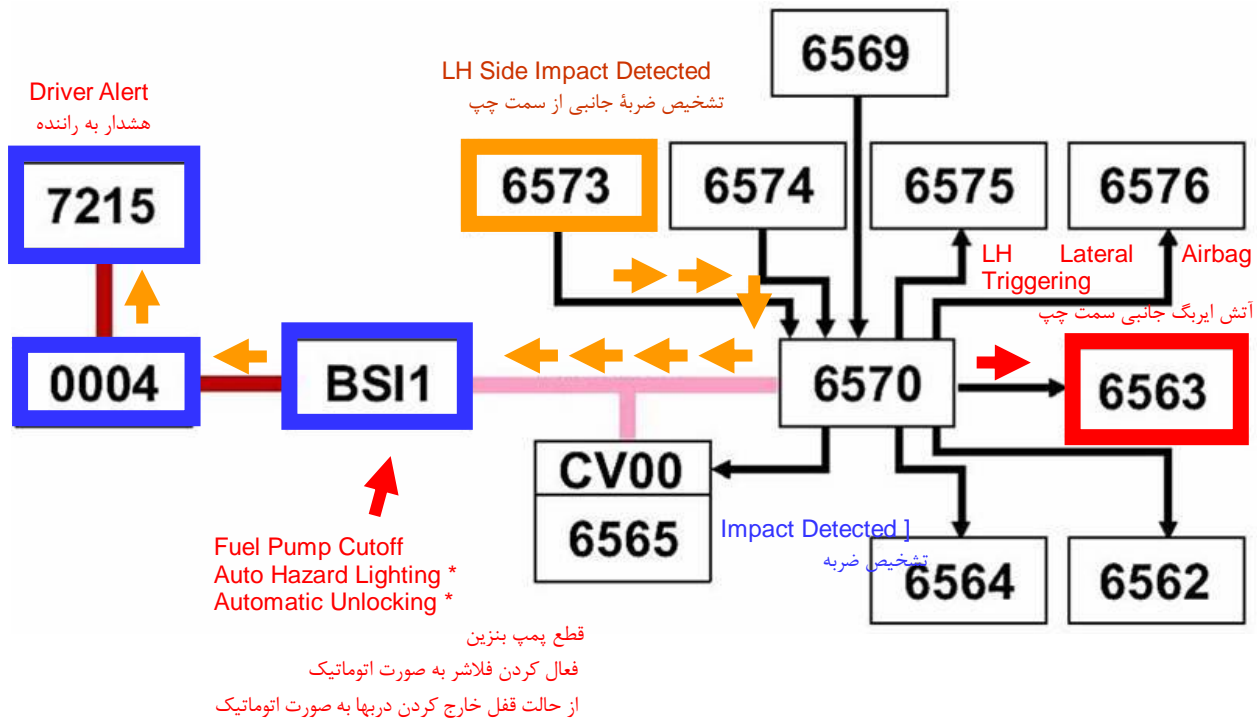 6569
LH Side Impact Detected
تشخیص ضربهٔ جانبی از سمت چپ
Driver Alert
هشدار به راننده
7215
6573
6574
6575
6576
LH Lateral Airbag
Triggering
آتش ایربگ جانبی سمت چپ
0004
BSI1
6570
6563
CV00
6565
Impact Detected ]
تشخیص ضربه
6564
6562
Fuel Pump Cutoff
Auto Hazard Lighting *
Automatic Unlocking *
قطع پمپ بنزین
فعال کردن فلاشر به صورت اتوماتیک
از حالت قفل خارج کردن دربها به صورت اتوماتیک